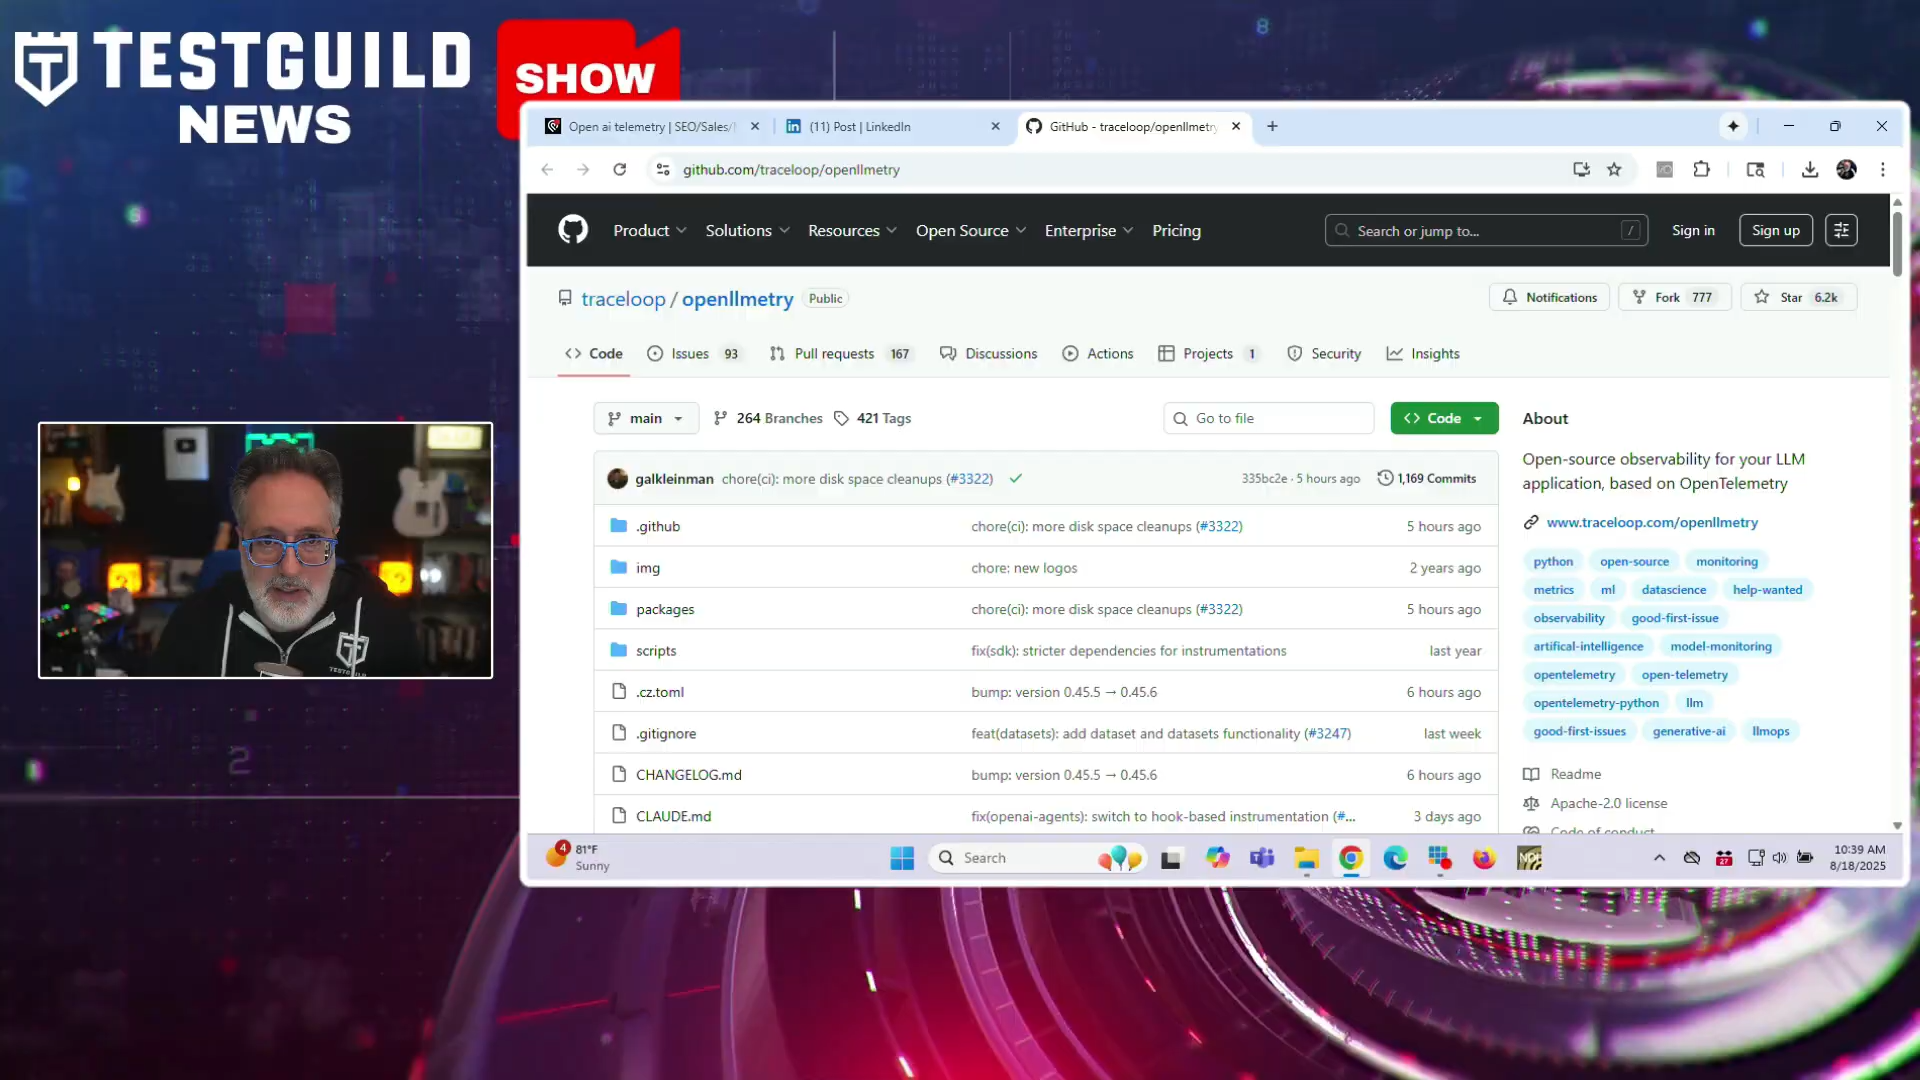 TESTGUILD
NEWS
SHOW
Open ai telemetry | SEO/Sales/
(11) Post | LinkedIn
GitHub - traceloop/openllmetry
github.com/traceloop/openllmetry
Product
Solutions
Resources
Open Source
Enterprise
Pricing
Search or jump to...
/
Sign in
Sign up
traceloop / openllmetry
Public
Notifications
Fork 777
Star 6.2k
Code
Issues 93
Pull requests 167
Discussions
Actions
Projects 1
Security
Insights
main
264 Branches
421 Tags
Go to file
Code
galkleinman chore(ci): more disk space cleanups (#3322)
335bc2e · 5 hours ago
1,169 Commits
.github chore(ci): more disk space cleanups (#3322) 5 hours ago
img chore: new logos 2 years ago
packages chore(ci): more disk space cleanups (#3322) 5 hours ago
scripts fix(sdk): stricter dependencies for instrumentations last year
.cz.toml bump: version 0.45.5 → 0.45.6 6 hours ago
.gitignore feat(datasets): add dataset and datasets functionality (#3247) last week
CHANGELOG.md bump: version 0.45.5 → 0.45.6 6 hours ago
CLAUDE.md fix(openai-agents): switch to hook-based instrumentation (#... 3 days ago
About
Open-source observability for your LLM
application, based on OpenTelemetry
www.traceloop.com/openllmetry
python open-source monitoring
metrics ml datascience help-wanted
observability good-first-issue
artifical-intelligence model-monitoring
opentelemetry open-telemetry
opentelemetry-python llm
good-first-issues generative-ai llmops
Readme
Apache-2.0 license
Code of conduct
4
81°F
Sunny
Search
27
10:39 AM
8/18/2025
TESTGUILD